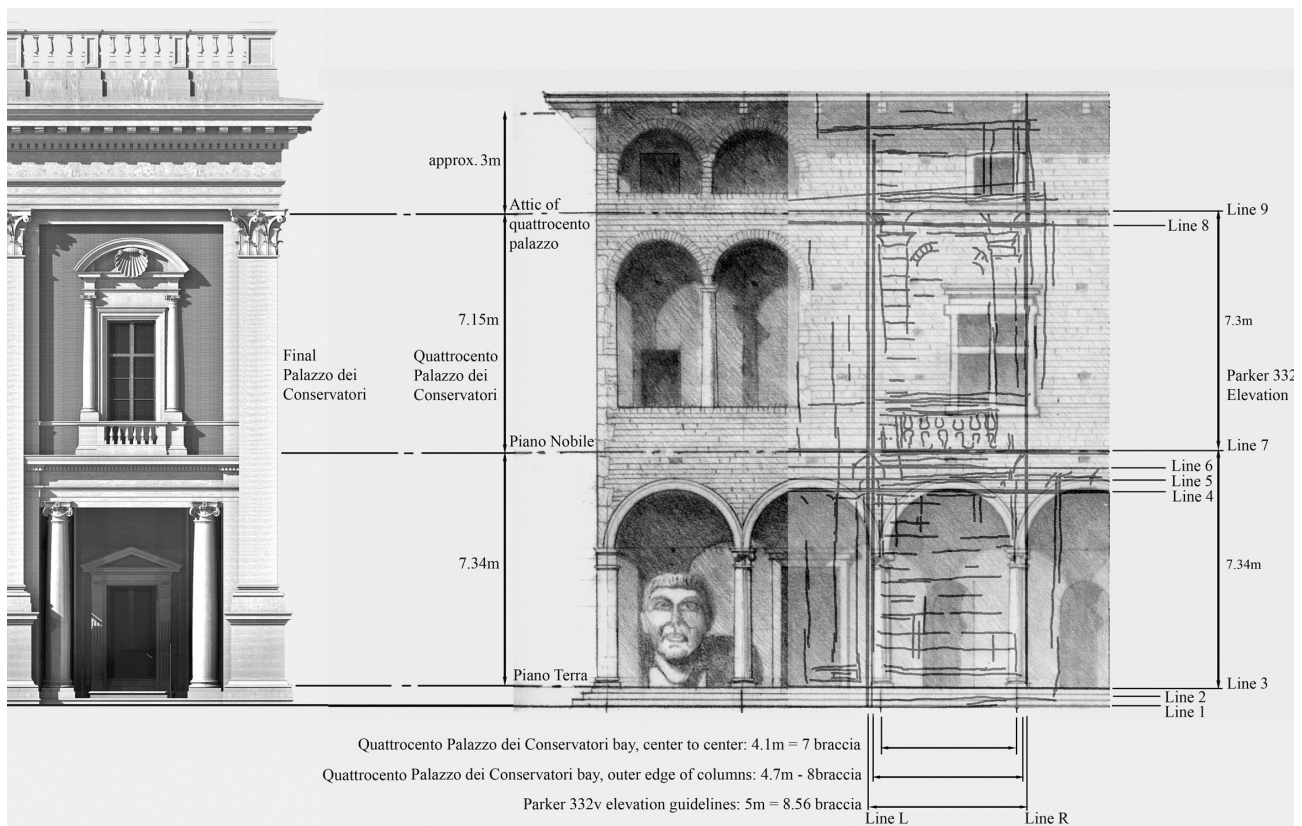 approx. 3m
Attic of
quattrocento
palazzo
7.15m
Final
Palazzo dei
Conservatori
Quattrocento
Palazzo dei
Conservatori
Piano Nobile
7.34m
Piano Terra
Line 9
Line 8
7.3m
Parker 332
Elevation
Line 7
Line 6
Line 5
Line 4
7.34m
Line 3
Line 2
Line 1
Quattrocento Palazzo dei Conservatori bay, center to center: 4.1m = 7 braccia
Quattrocento Palazzo dei Conservatori bay, outer edge of columns: 4.7m - 8braccia
Parker 332v elevation guidelines: 5m = 8.56 braccia
Line L
Line R